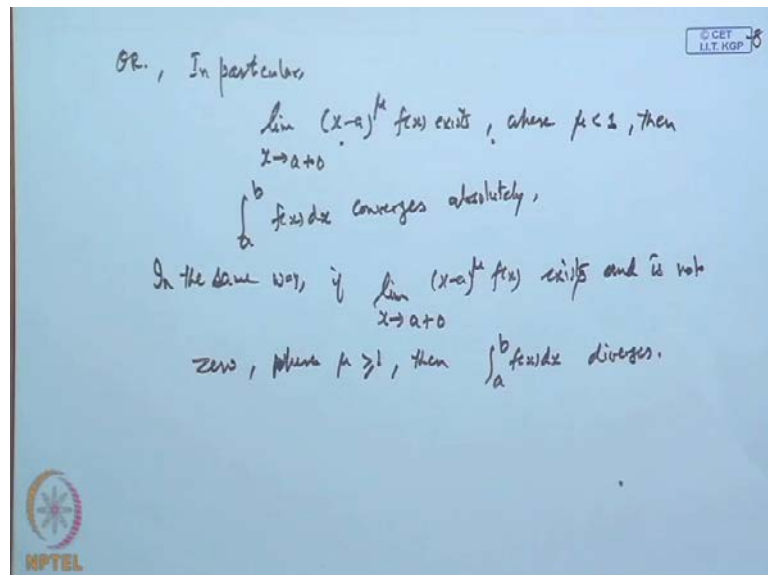 © CET
I.I.T. KGP
8
OR., In particular,
lim (x-a)^μ f(x) exists, where μ < 1, then
x→a+0
∫_a^b f(x)dx converges absolutely,
In the same way, if lim (x-a)^μ f(x) exists and is not
x→a+0
zero, where μ ≥ 1, then ∫_a^b f(x)dx diverges.
NPTEL